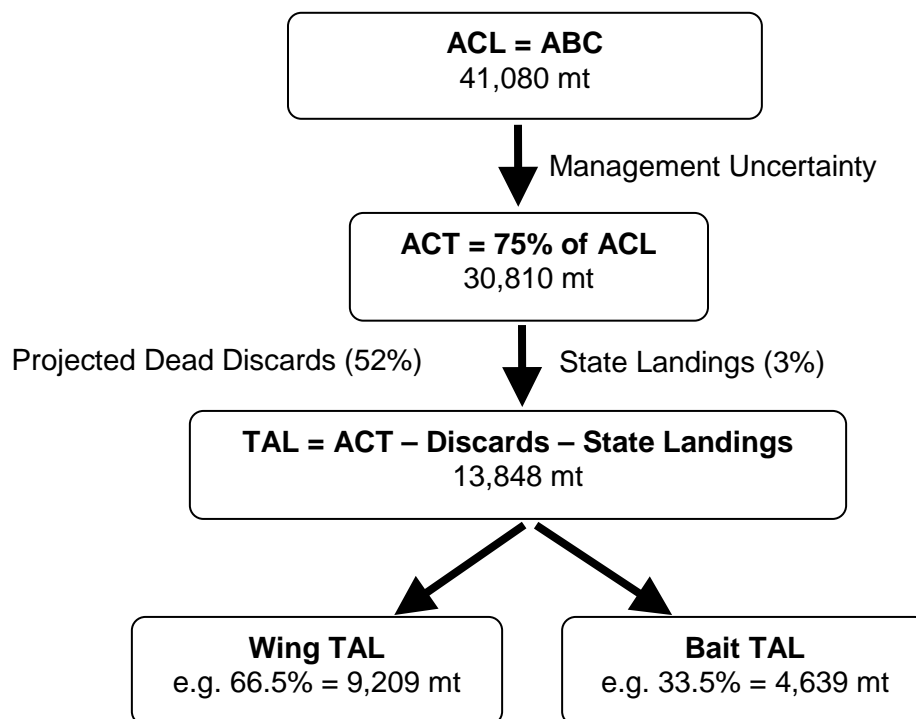 ACL = ABC
41,080 mt
Management Uncertainty
ACT = 75% of ACL
30,810 mt
Projected Dead Discards (52%)
State Landings (3%)
TAL = ACT – Discards – State Landings
13,848 mt
Wing TAL
e.g. 66.5% = 9,209 mt
Bait TAL
e.g. 33.5% = 4,639 mt